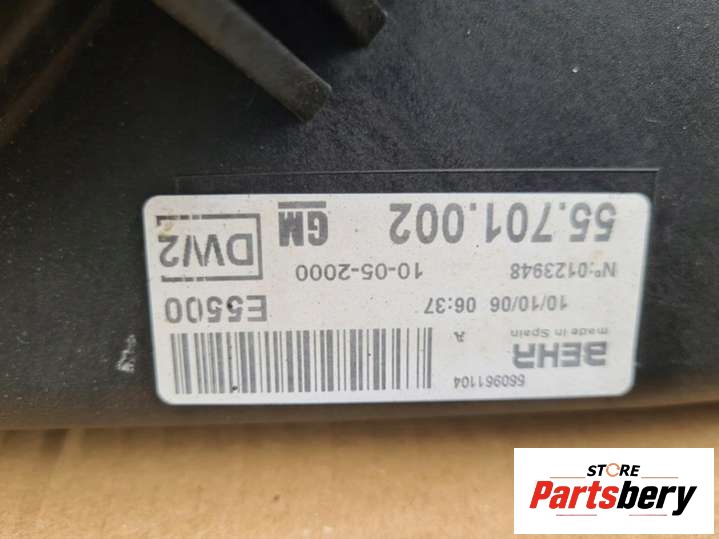 560961104
BEHR
made in Spain
A
10/10/06 06:37
E5500
Nº:0123948
10-05-2000
DW2
55.701.002
GM
STORE
Partsbery